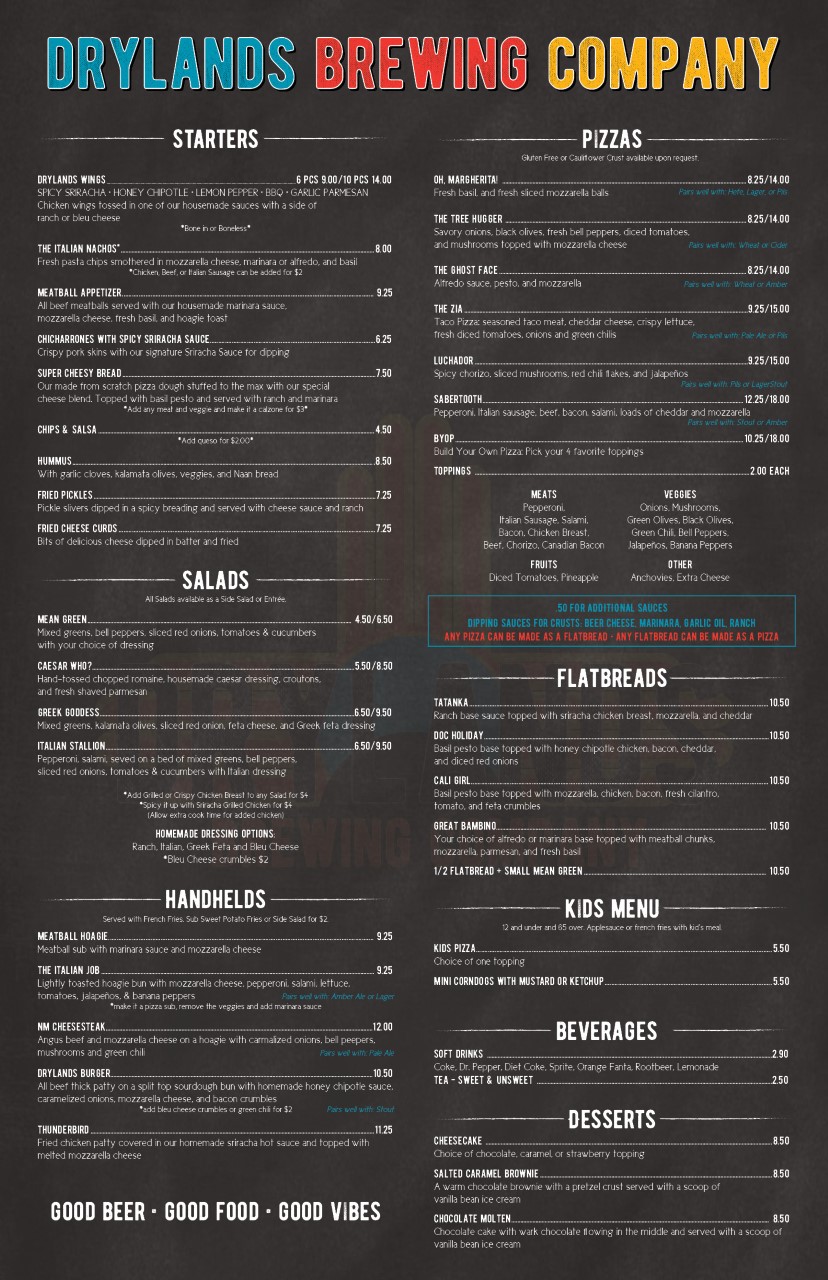 DRYLANDS BREWING COMPANY
STARTERS
DRYLANDS WINGS 6 PCS 9.00/10 PCS 14.00
SPICY SRIRACHA • HONEY CHIPOTLE • LEMON PEPPER • BBQ • GARLIC PARMESAN
Chicken wings tossed in one of our housemade sauces with a side of
ranch or bleu cheese
*Bone in or Boneless*
THE ITALIAN NACHOS* 8.00
Fresh pasta chips smothered in mozzarella cheese, marinara or alfredo, and basil
*Chicken, Beef, or Italian Sausage can be added for $2
MEATBALL APPETIZER 9.25
All beef meatballs served with our housemade marinara sauce,
mozzarella cheese, fresh basil, and hoagie toast
CHICHARRONES WITH SPICY SRIRACHA SAUCE 6.25
Crispy pork skins with our signature Sriracha Sauce for dipping
SUPER CHEESY BREAD 7.50
Our made from scratch pizza dough stuffed to the max with our special
cheese blend. Topped with basil pesto and served with ranch and marinara
*Add any meat and veggie and make it a calzone for $3*
CHIPS & SALSA 4.50
*Add queso for $2.00*
HUMMUS 8.50
With garlic cloves, kalamata olives, veggies, and Naan bread
FRIED PICKLES 7.25
Pickle slivers dipped in a spicy breading and served with cheese sauce and ranch
FRIED CHEESE CURDS 7.25
Bits of delicious cheese dipped in batter and fried
SALADS
All Salads available as a Side Salad or Entrée.
MEAN GREEN 4.50/6.50
Mixed greens, bell peppers, sliced red onions, tomatoes & cucumbers
with your choice of dressing
CAESAR WHO? 5.50/8.50
Hand-tossed chopped romaine, housemade caesar dressing, croutons,
and fresh shaved parmesan
GREEK GODDESS 6.50/9.50
Mixed greens, kalamata olives, sliced red onion, feta cheese, and Greek feta dressing
ITALIAN STALLION 6.50/9.50
Pepperoni, salami, seved on a bed of mixed greens, bell peppers,
sliced red onions, tomatoes & cucumbers with Italian dressing
*Add Grilled or Crispy Chicken Breast to any Salad for $4
*Spicy it up with Sriracha Grilled Chicken for $4
(Allow extra cook time for added chicken)
HOMEMADE DRESSING OPTIONS:
Ranch, Italian, Greek Feta and Bleu Cheese
*Bleu Cheese crumbles $2
HANDHELDS
Served with French Fries. Sub Sweet Potato Fries or Side Salad for $2.
MEATBALL HOAGIE 9.25
Meatball sub with marinara sauce and mozzarella cheese
THE ITALIAN JOB 9.25
Lightly toasted hoagie bun with mozzarella cheese, pepperoni, salami, lettuce,
tomatoes, jalapeños, & banana peppers Pairs well with: Amber Ale or Lager
*make it a pizza sub, remove the veggies and add marinara sauce
NM CHEESESTEAK 12.00
Angus beef and mozzarella cheese on a hoagie with carmalized onions, bell peepers,
mushrooms and green chili Pairs well with: Pale Ale
DRYLANDS BURGER 10.50
All beef thick patty on a split top sourdough bun with homemade honey chipotle sauce,
caramelized onions, mozzarella cheese, and bacon crumbles
*add bleu cheese crumbles or green chili for $2 Pairs well with: Stout
THUNDERBIRD 11.25
Fried chicken patty covered in our homemade sriracha hot sauce and topped with
melted mozzarella cheese
GOOD BEER • GOOD FOOD • GOOD VIBES
PIZZAS
Gluten Free or Cauliflower Crust available upon request.
OH, MARGHERITA! 8.25/14.00
Fresh basil, and fresh sliced mozzarella balls Pairs well with: Hefe, Lager, or Pils
THE TREE HUGGER 8.25/14.00
Savory onions, black olives, fresh bell peppers, diced tomatoes,
and mushrooms topped with mozzarella cheese Pairs well with: Wheat or Cider
THE GHOST FACE 8.25/14.00
Alfredo sauce, pesto, and mozzarella Pairs well with: Wheat or Amber
THE ZIA 9.25/15.00
Taco Pizza: seasoned taco meat, cheddar cheese, crispy lettuce,
fresh diced tomatoes, onions and green chilis Pairs well with: Pale Ale or Pils
LUCHADOR 9.25/15.00
Spicy chorizo, sliced mushrooms, red chili flakes, and jalapeños
Pairs well with: Pils or LagerStout
SABERTOOTH 12.25/18.00
Pepperoni, Italian sausage, beef, bacon, salami, loads of cheddar and mozzarella
Pairs well with: Stout or Amber
BYOP 10.25/18.00
Build Your Own Pizza: Pick your 4 favorite toppings
TOPPINGS 2.00 EACH
MEATS
Pepperoni,
Italian Sausage, Salami,
Bacon, Chicken Breast,
Beef, Chorizo, Canadian Bacon
VEGGIES
Onions, Mushrooms,
Green Olives, Black Olives,
Green Chili, Bell Peppers,
Jalapeños, Banana Peppers
FRUITS
Diced Tomatoes, Pineapple
OTHER
Anchovies, Extra Cheese
.50 FOR ADDITIONAL SAUCES
DIPPING SAUCES FOR CRUSTS: BEER CHEESE, MARINARA, GARLIC OIL, RANCH
ANY PIZZA CAN BE MADE AS A FLATBREAD • ANY FLATBREAD CAN BE MADE AS A PIZZA
FLATBREADS
TATANKA 10.50
Ranch base sauce topped with sriracha chicken breast, mozzarella, and cheddar
DOC HOLIDAY 10.50
Basil pesto base topped with honey chipotle chicken, bacon, cheddar,
and diced red onions
CALI GIRL 10.50
Basil pesto base topped with mozzarella, chicken, bacon, fresh cilantro,
tomato, and feta crumbles
GREAT BAMBINO 10.50
Your choice of alfredo or marinara base topped with meatball chunks,
mozzarella, parmesan, and fresh basil
1/2 FLATBREAD + SMALL MEAN GREEN 10.50
KIDS MENU
12 and under and 65 over. Applesauce or french fries with kid's meal.
KIDS PIZZA 5.50
Choice of one topping
MINI CORNDOGS WITH MUSTARD OR KETCHUP 5.50
BEVERAGES
SOFT DRINKS 2.90
Coke, Dr. Pepper, Diet Coke, Sprite, Orange Fanta, Rootbeer, Lemonade
TEA - SWEET & UNSWEET 2.50
DESSERTS
CHEESECAKE 8.50
Choice of chocolate, caramel, or strawberry topping
SALTED CARAMEL BROWNIE 8.50
A warm chocolate brownie with a pretzel crust served with a scoop of
vanilla bean ice cream
CHOCOLATE MOLTEN 8.50
Chocolate cake with wark chocolate flowing in the middle and served with a scoop of
vanilla bean ice cream